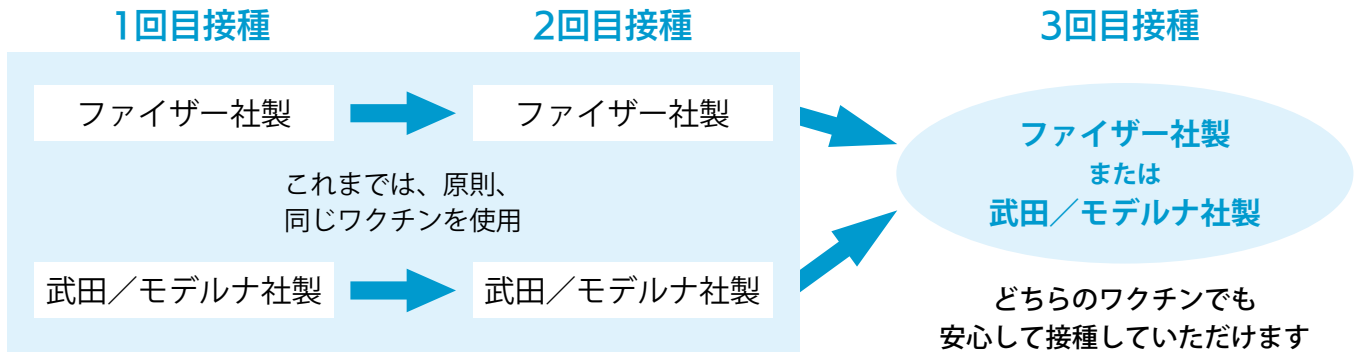 1回目接種
2回目接種
3回目接種
ファイザー社製
ファイザー社製
これまでは、原則、
同じワクチンを使用
武田／モデルナ社製
武田／モデルナ社製
ファイザー社製
または
武田／モデルナ社製
どちらのワクチンでも
安心して接種していただけます